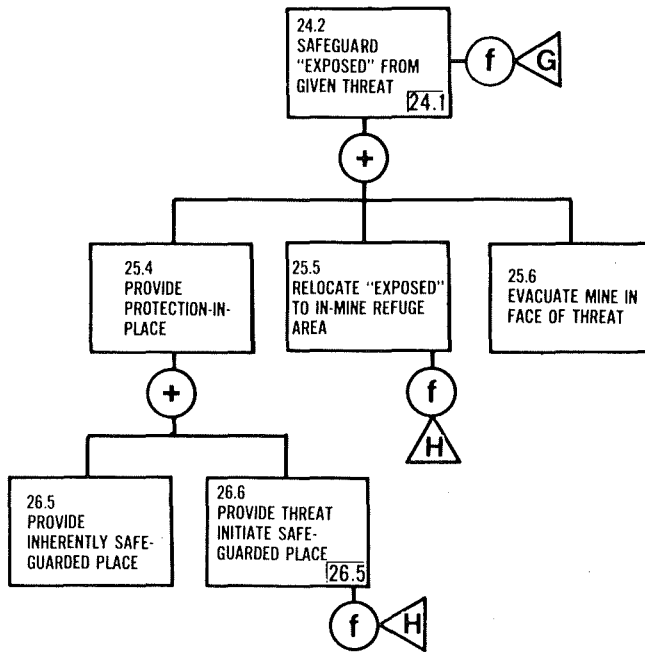 24.2
SAFEGUARD
"EXPOSED" FROM
GIVEN THREAT
24.1
f
G
+
25.4
PROVIDE
PROTECTION-IN-
PLACE
25.5
RELOCATE "EXPOSED"
TO IN-MINE REFUGE
AREA
25.6
EVACUATE MINE IN
FACE OF THREAT
+
f
H
26.5
PROVIDE
INHERENTLY SAFE-
GUARDED PLACE
26.6
PROVIDE THREAT
INITIATE SAFE-
GUARDED PLACE
26.5
f
H